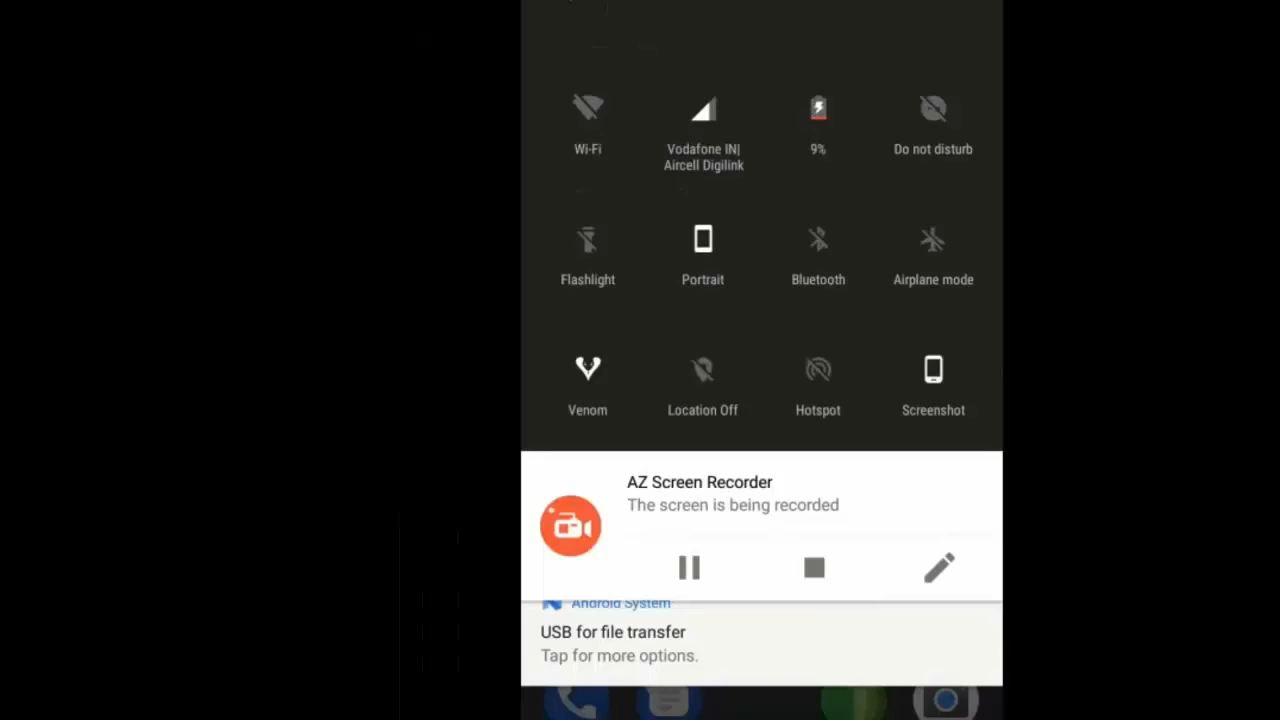 Wi-Fi
Vodafone IN|
Aircell Digilink
9%
Do not disturb
Flashlight
Portrait
Bluetooth
Airplane mode
Venom
Location Off
Hotspot
Screenshot
AZ Screen Recorder
The screen is being recorded
Android System
USB for file transfer
Tap for more options.